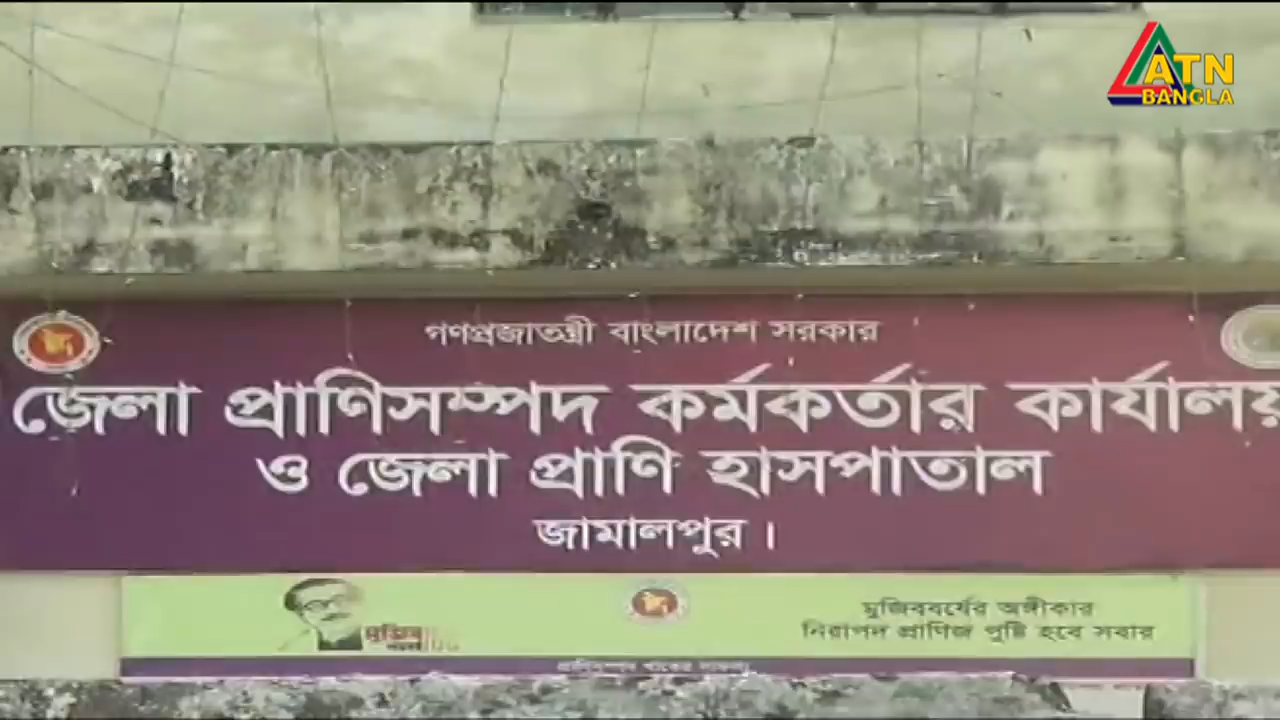 ATN
BANGLA
গণপ্রজাতন্ত্রী বাংলাদেশ সরকার
জেলা প্রাণিসম্পদ কর্মকর্তার কার্যালয়
ও জেলা প্রাণি হাসপাতাল
জামালপুর।
মুজিববর্ষের অঙ্গীকার
নিরাপদ প্রাণিজ পুষ্টি হবে সবার
মুজিব